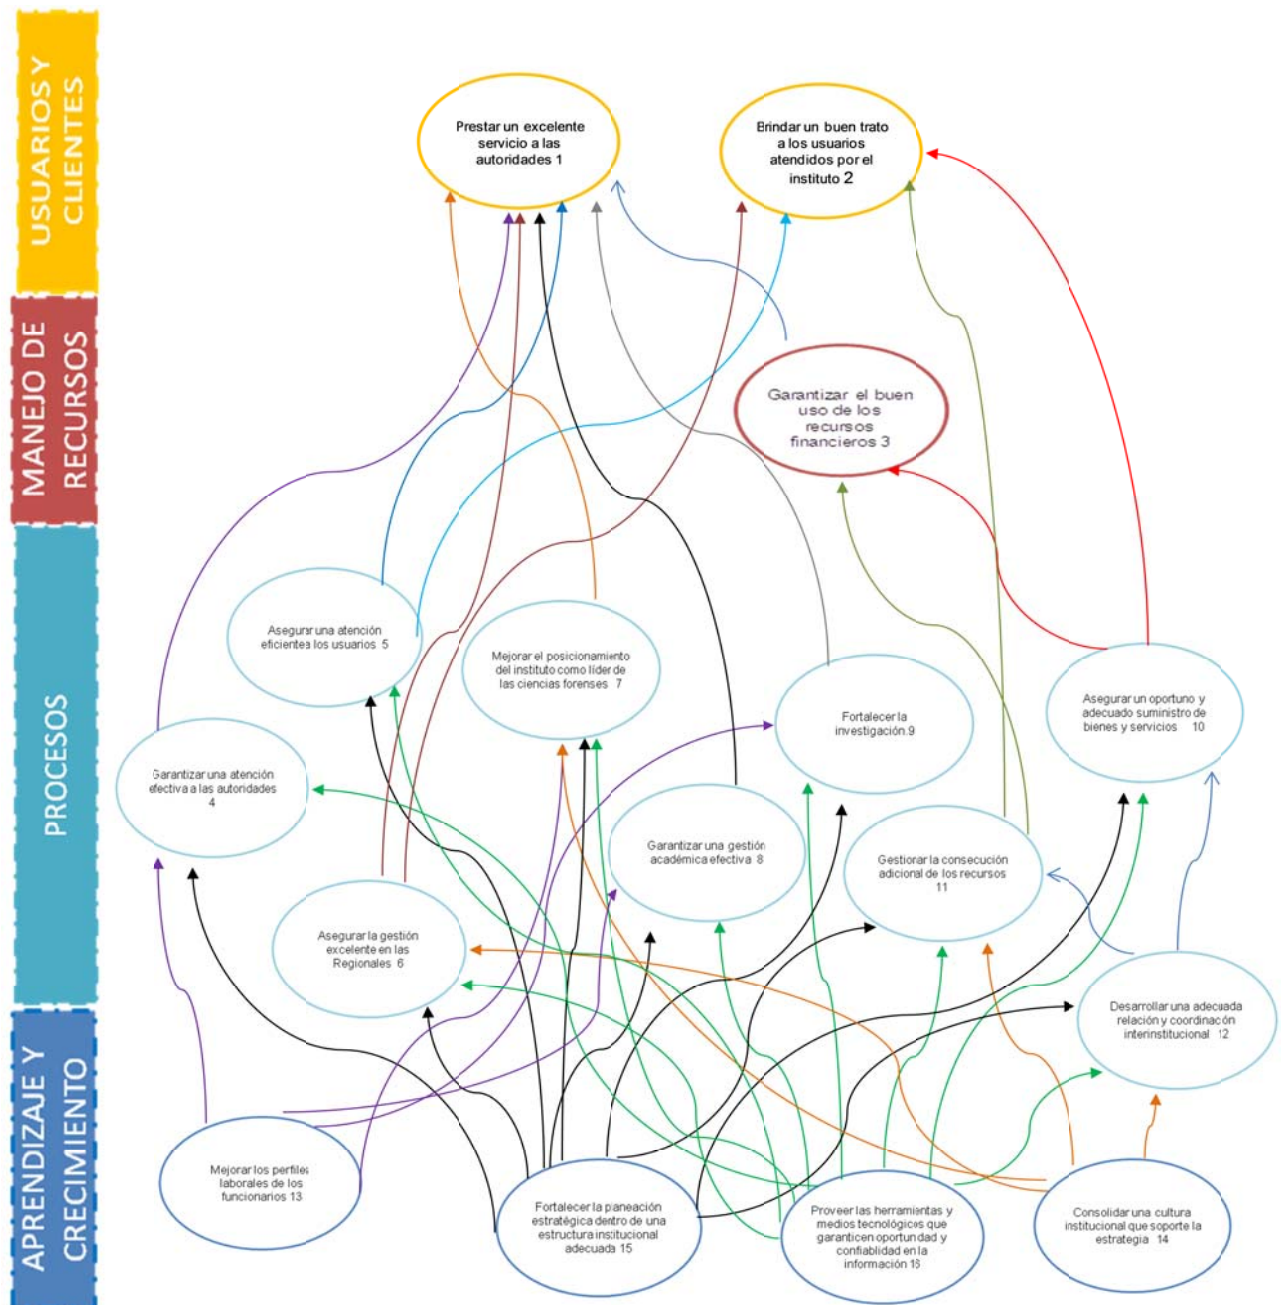 USUARIOS Y
CLIENTES
Prestar un excelente
servicio a las
autoridades 1
Brindar un buen trato
a los usuarios
atendidos por el
instituto 2
MANEJO DE
RECURSOS
Garantizar el buen
uso de los
recursos
financieros 3
PROCESOS
Asegurar una atención
eficiente a los usuarios 5
Mejorar el posicionamiento
del instituto como líder de
las ciencias forenses 7
Fortalecer la
investigación.9
Asegurar un oportuno y
adecuado suministro de
bienes y servicios 10
Garantizar una atención
efectiva a las autoridades
4
Garantizar una gestión
académica efectiva 8
Gestiorar la consecución
adicional de los recursos
11
Asegurar la gestión
excelente en las
Regionales 6
Desarrollar una adecuada
relación y coordinación
interinstitucional 12
APRENDIZAJE Y
CRECIMIENTO
Mejorar los perfiles
laborales de los
funcionarios 13
Fortalecer la paneación
estratégica dentro de una
estructura institucional
adecuada 15
Proveer las herramientas y
medios tecnológicos que
garanticen oportunidad y
confiablidad en la
información 16
Consolidar una cultura
institucional que soporte la
estrategia 14